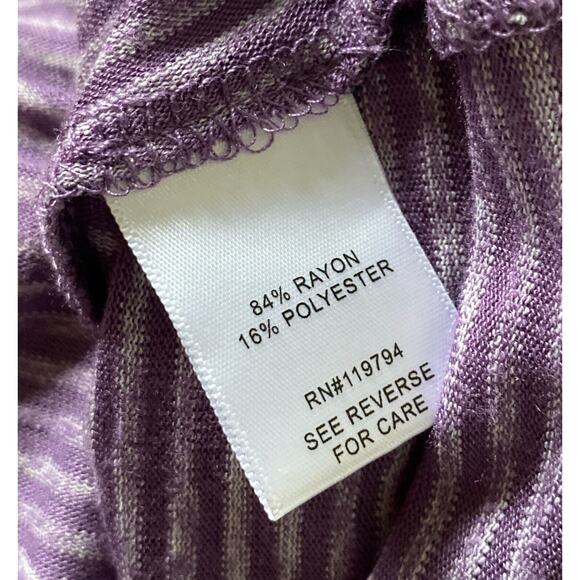 84% RAYON
16% POLYESTER
RN#119794
SEE REVERSE
FOR CARE